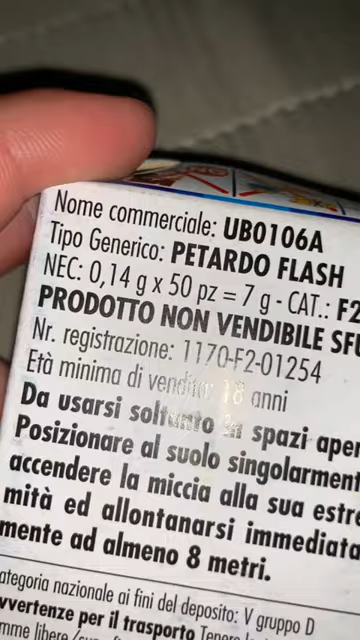 Nome commerciale: UB0106A
Tipo Generico: PETARDO FLASH
NEC: 0,14 g x 50 pz = 7 g - CAT.: F2
PRODOTTO NON VENDIBILE SFU
Nr. registrazione: 1170-F2-01254
Età minima di vendita: 18 anni
Da usarsi soltanto in spazi aper
Posizionare al suolo singolarment
accendere la miccia alla sua estre
mità ed allontanarsi immediata
mente ad almeno 8 metri.
ategoria nazionale ai fini del deposito: V gruppo D
vvertenze per il trasporto